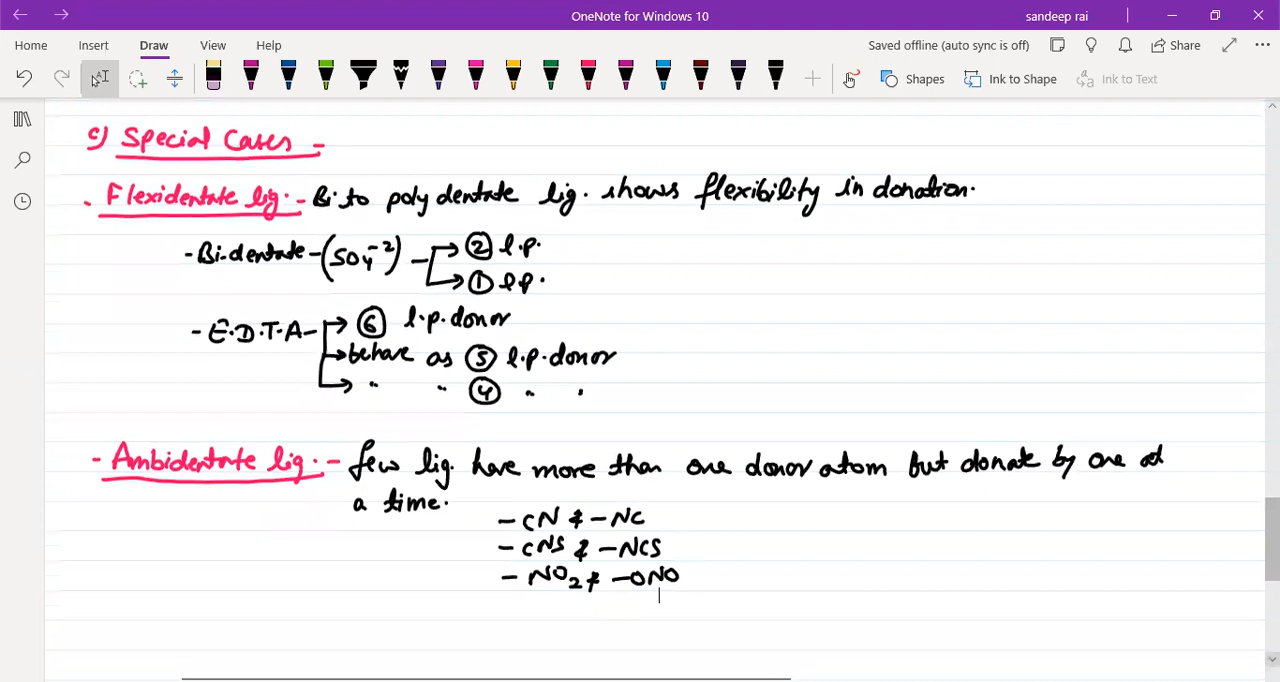 OneNote for Windows 10
sandeep rai
Home Insert Draw View Help
Saved offline (auto sync is off) Share
Shapes Ink to Shape Ink to Text
c) Special Cases -
- Flexidentate lig. - Bi to polydentate lig. shows flexibility in donation.
- Bi-dentate - (SO₄⁻²) → ② l.p.
→ ① l.p.
- E.D.T.A → ⑥ l.p. donor
→ behave as ⑤ l.p. donor
→ " " ④ " "
- Ambidentate lig. - few lig. have more than one donor atom but donate by one at
a time.
- CN & - NC
- CNS & - NCS
- NO₂ & - ONO